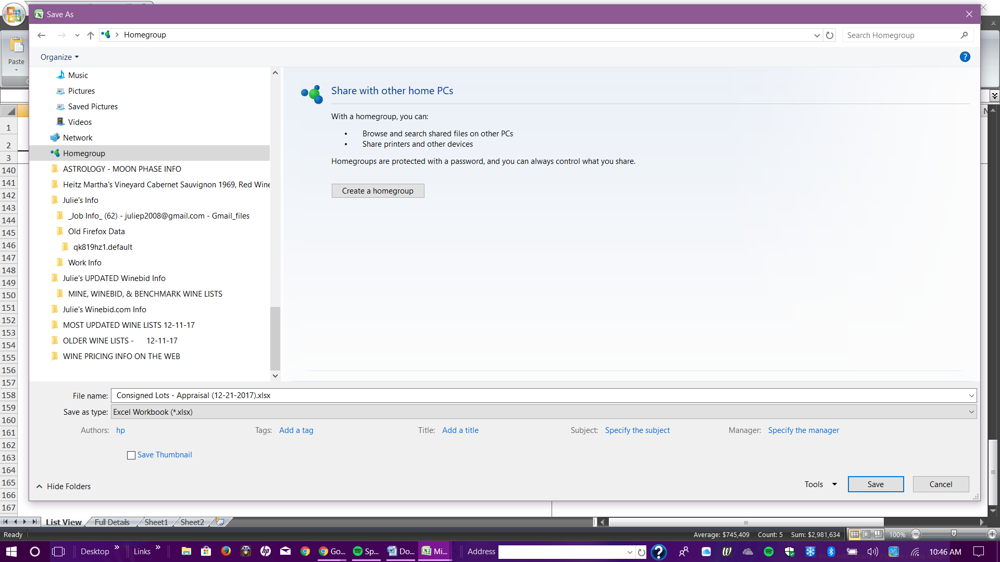 Save As
Homegroup
Search Homegroup
Organize
?
Paste
Music
Pictures
Saved Pictures
Videos
Network
Homegroup
ASTROLOGY - MOON PHASE INFO
Heitz Martha's Vineyard Cabernet Sauvignon 1969, Red Wine
Julie's Info
_Job Info_ (62) - juliep2008@gmail.com - Gmail_files
Old Firefox Data
qk819hz1.default
Work Info
Julie's UPDATED Winebid Info
MINE, WINEBID, & BENCHMARK WINE LISTS
Julie's Winebid.com Info
MOST UPDATED WINE LISTS 12-11-17
OLDER WINE LISTS - 12-11-17
WINE PRICING INFO ON THE WEB
Share with other home PCs
With a homegroup, you can:
• Browse and search shared files on other PCs
• Share printers and other devices
Homegroups are protected with a password, and you can always control what you share.
Create a homegroup
N
1
2
3
140
141
142
143
144
145
146
147
148
149
150
151
152
153
154
155
156
157
158
159
160
161
162
163
164
165
166
167
File name: Consigned Lots - Appraisal (12-21-2017).xlsx
Save as type: Excel Workbook (*.xlsx)
Authors: hp Tags: Add a tag Title: Add a title Subject: Specify the subject Manager: Specify the manager
Save Thumbnail
Hide Folders Tools Save Cancel
List View Full Details Sheet1 Sheet2
Ready Average: $745,409 Count: 5 Sum: $2,981,634 100%
Desktop » Links » hp Go... Sp... Do... Mi... Address ? 10:46 AM